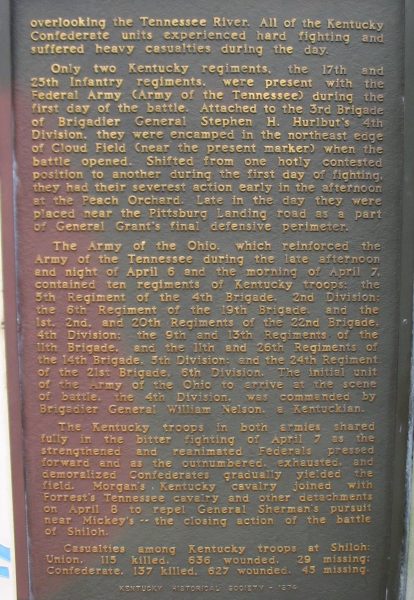 overlooking the Tennessee River. All of the Kentucky
Confederate units experienced hard fighting and
suffered heavy casualties during the day.
Only two Kentucky regiments, the 17th and
25th Infantry regiments, were present with the
Federal Army (Army of the Tennessee) during the
first day of the battle. Attached to the 3rd Brigade
of Brigadier General Stephen H. Hurlbut's 4th
Division, they were encamped in the northeast edge
of Cloud Field (near the present marker) when the
battle opened. Shifted from one hotly contested
position to another during the first day of fighting,
they had their severest action early in the afternoon
at the Peach Orchard. Late in the day they were
placed near the Pittsburg Landing road as a part
of General Grant's final defensive perimeter.
The Army of the Ohio, which reinforced the
Army of the Tennessee during the late afternoon
and night of April 6 and the morning of April 7,
contained ten regiments of Kentucky troops: the
5th Regiment of the 4th Brigade, 2nd Division;
the 6th Regiment of the 19th Brigade, and the
1st, 2nd, and 20th Regiments of the 22nd Brigade,
4th Division; the 9th and 13th Regiments of the
11th Brigade, and the 11th and 26th Regiments of
the 14th Brigade, 5th Division; and the 24th Regiment
of the 21st Brigade, 6th Division. The initial unit
of the Army of the Ohio to arrive at the scene
of battle, the 4th Division, was commanded by
Brigadier General William Nelson, a Kentuckian.
The Kentucky troops in both armies shared
fully in the bitter fighting of April 7 as the
strengthened and reanimated Federals pressed
forward and as the outnumbered, exhausted, and
demoralized Confederates gradually yielded the
field. Morgan's Kentucky cavalry joined with
Forrest's Tennessee cavalry and other detachments
on April 8 to repel General Sherman's pursuit
near Mickey's -- the closing action of the battle
of Shiloh.
Casualties among Kentucky troops at Shiloh:
Union, 115 killed, 636 wounded, 29 missing;
Confederate, 137 killed, 627 wounded, 45 missing.
KENTUCKY HISTORICAL SOCIETY - 1974